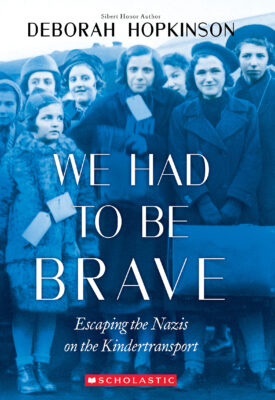 Sibert Honor Author
DEBORAH HOPKINSON
WE HAD
TO BE
BRAVE
Escaping the Nazis
on the Kindertransport
SCHOLASTIC